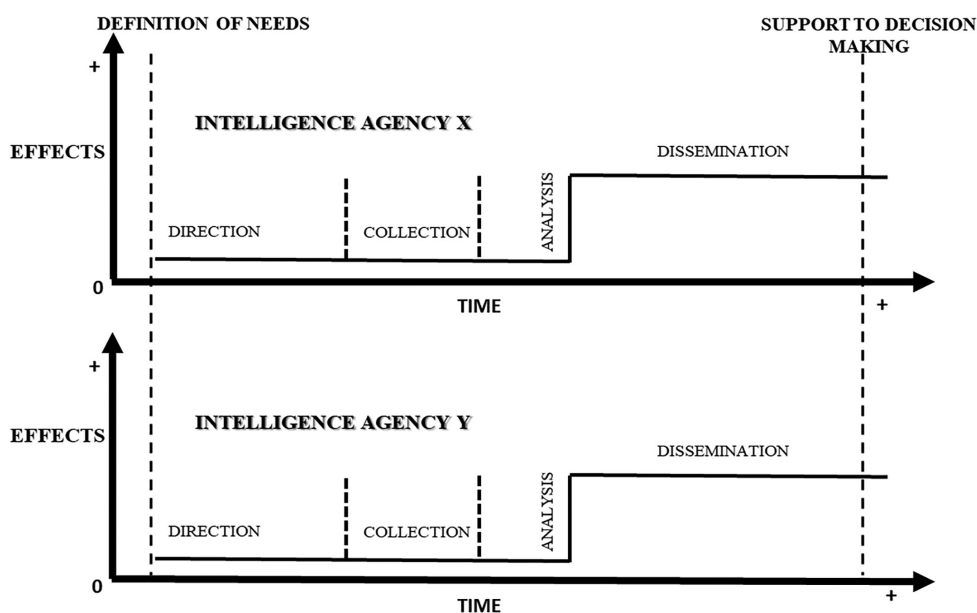 DEFINITION OF NEEDS
SUPPORT TO DECISION
MAKING
+
INTELLIGENCE AGENCY X
EFFECTS
DISSEMINATION
ANALYSIS
DIRECTION
COLLECTION
0
TIME
+
+
INTELLIGENCE AGENCY Y
EFFECTS
DISSEMINATION
ANALYSIS
DIRECTION
COLLECTION
0
TIME
+